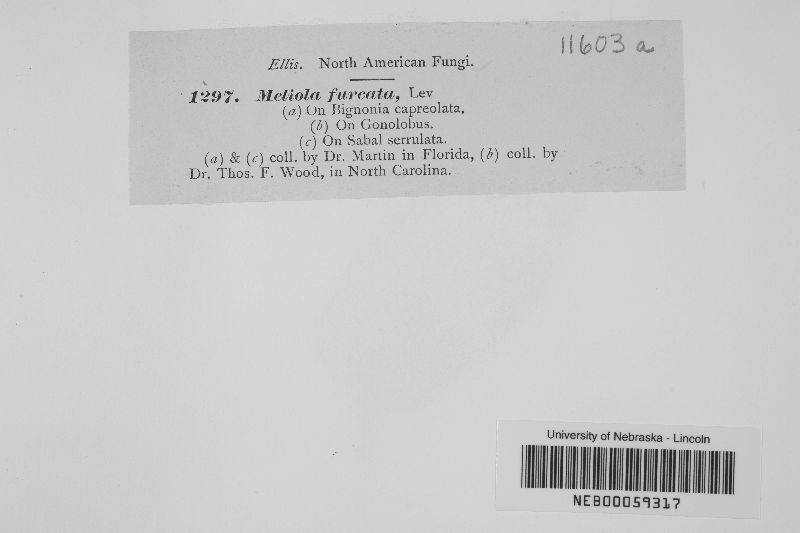 11603 a
Ellis. North American Fungi.
1297. Meliola furcata, Lev
(a) On Bignonia capreolata.
(b) On Gonolobus.
(c) On Sabal serrulata.
(a) & (c) coll. by Dr. Martin in Florida, (b) coll. by
Dr. Thos. F. Wood, in North Carolina.
University of Nebraska - Lincoln
NEB00059317